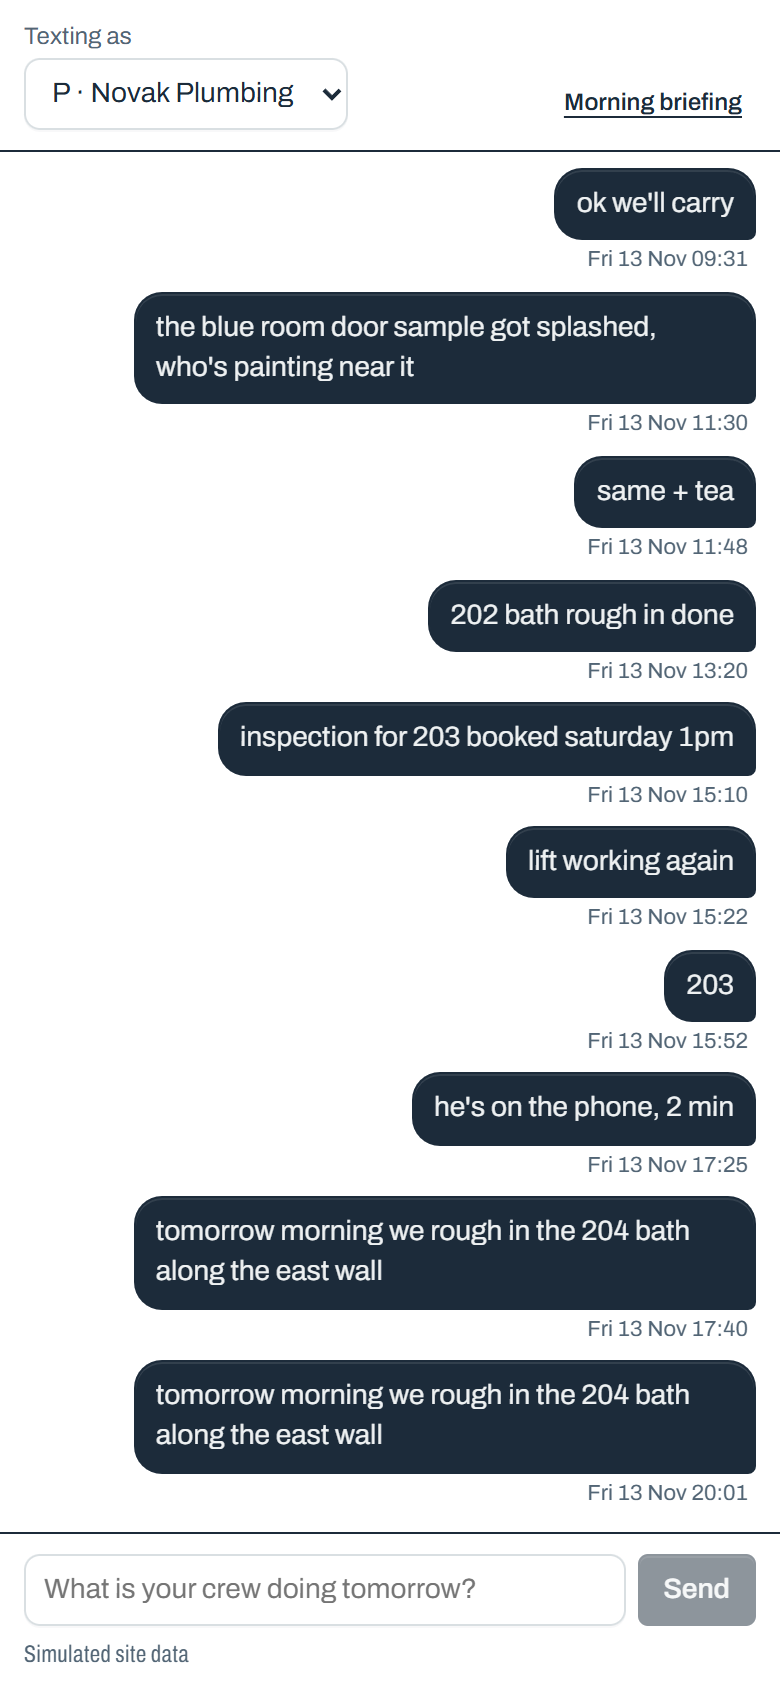 Texting as
P · Novak Plumbing
Morning briefing
ok we'll carry
Fri 13 Nov 09:31
the blue room door sample got splashed,
who's painting near it
Fri 13 Nov 11:30
same + tea
Fri 13 Nov 11:48
202 bath rough in done
Fri 13 Nov 13:20
inspection for 203 booked saturday 1pm
Fri 13 Nov 15:10
lift working again
Fri 13 Nov 15:22
203
Fri 13 Nov 15:52
he's on the phone, 2 min
Fri 13 Nov 17:25
tomorrow morning we rough in the 204 bath
along the east wall
Fri 13 Nov 17:40
tomorrow morning we rough in the 204 bath
along the east wall
Fri 13 Nov 20:01
What is your crew doing tomorrow?
Send
Simulated site data